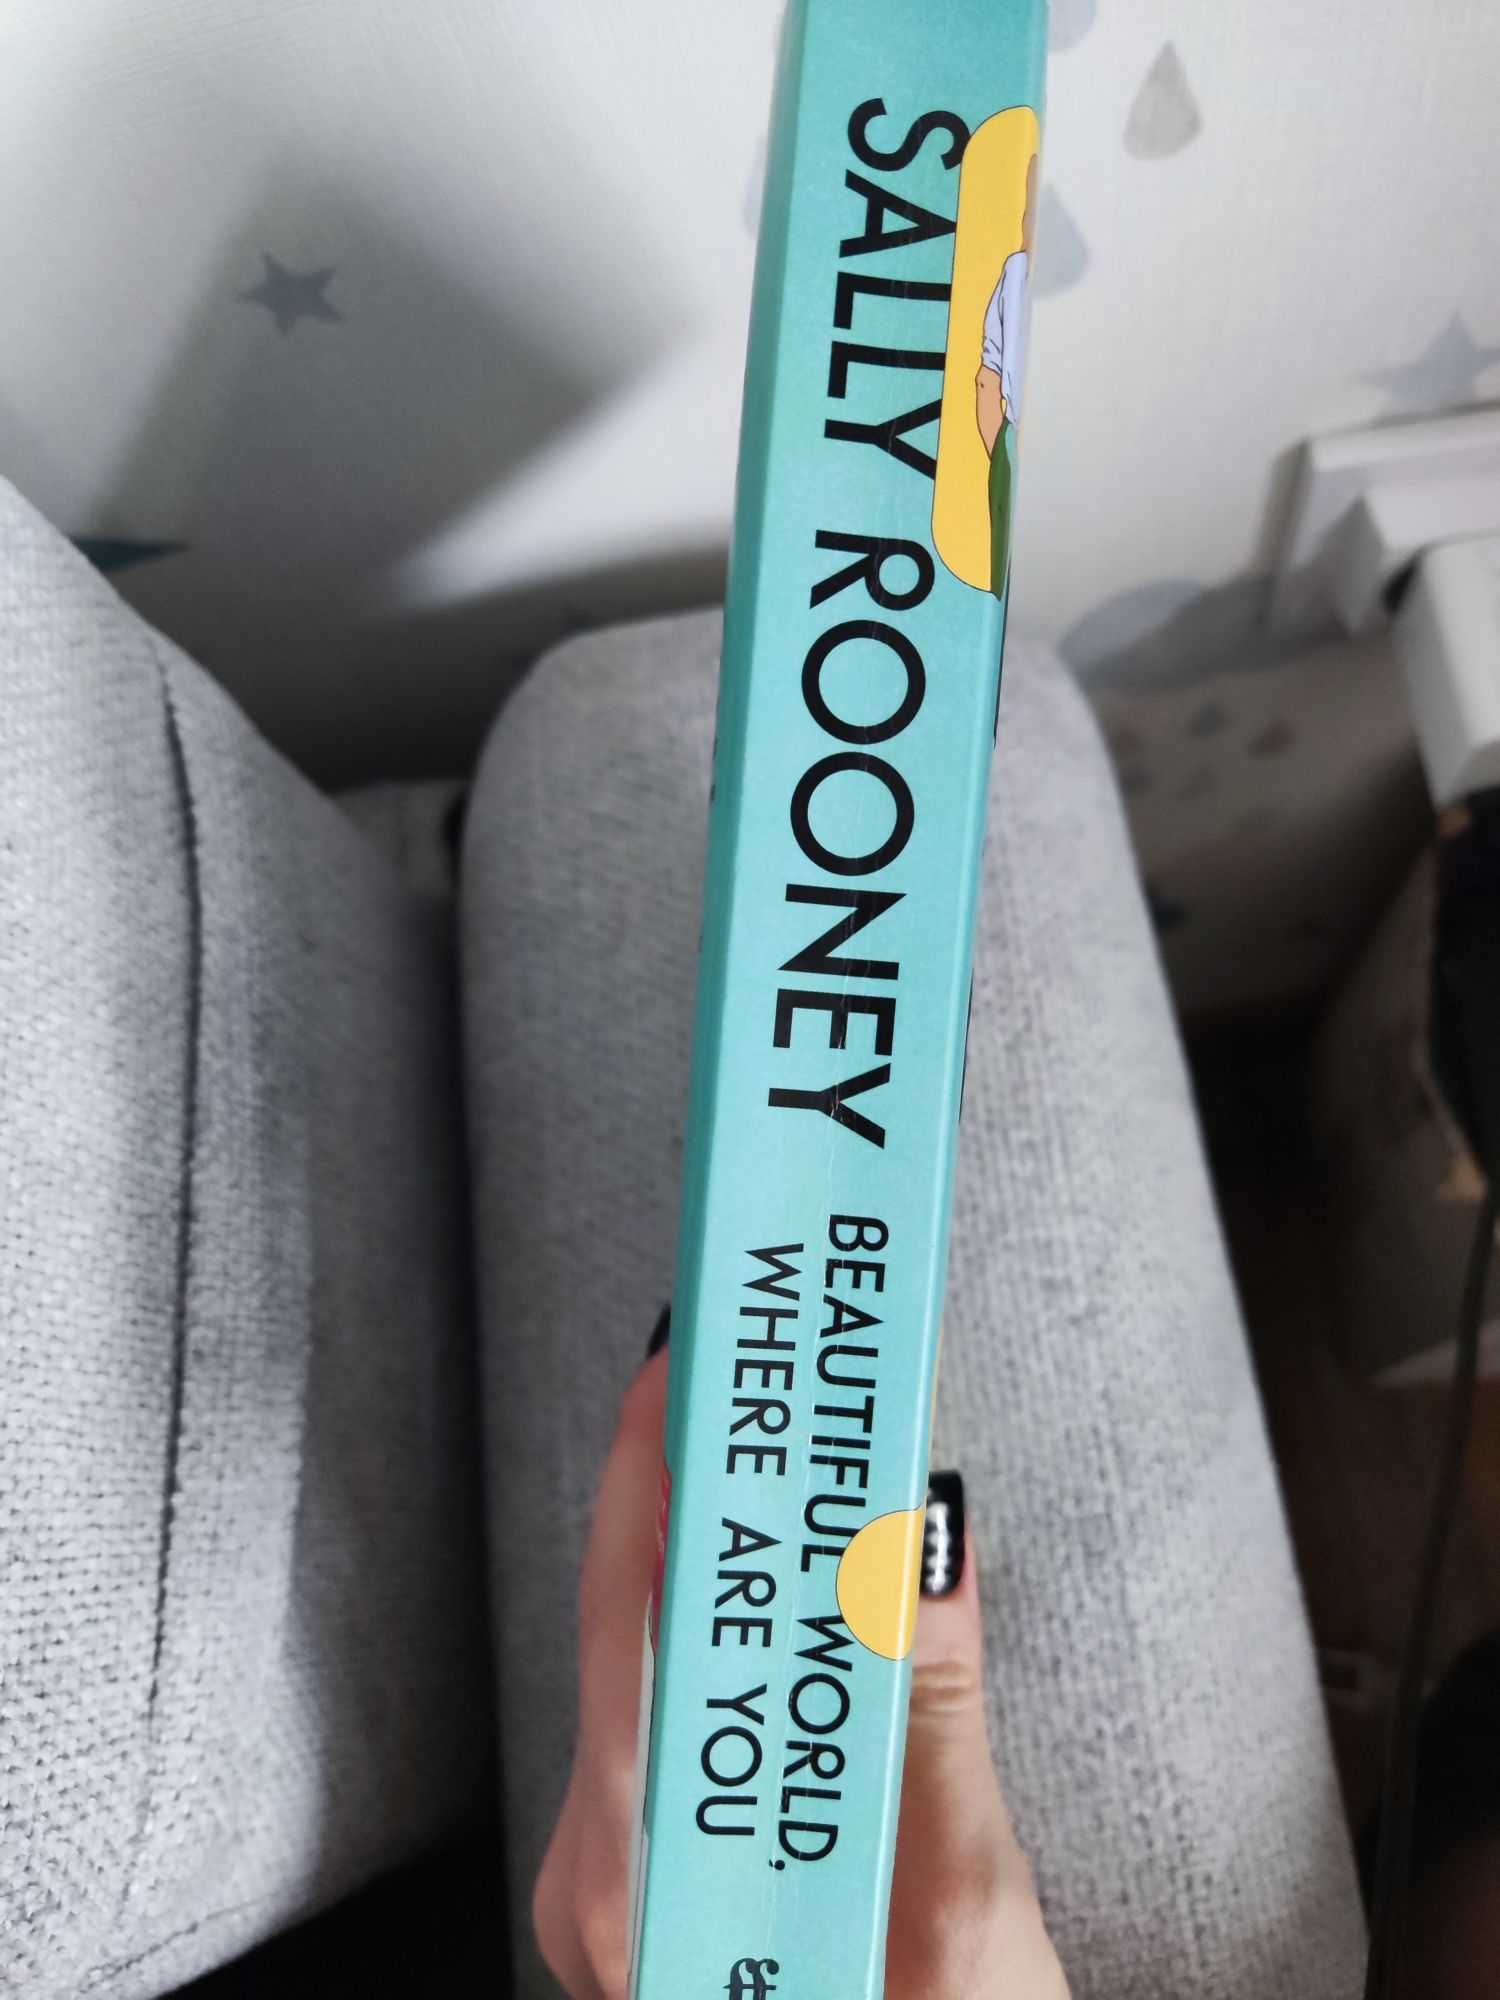 SALLY ROONEY
BEAUTIFUL WORLD,
WHERE ARE YOU